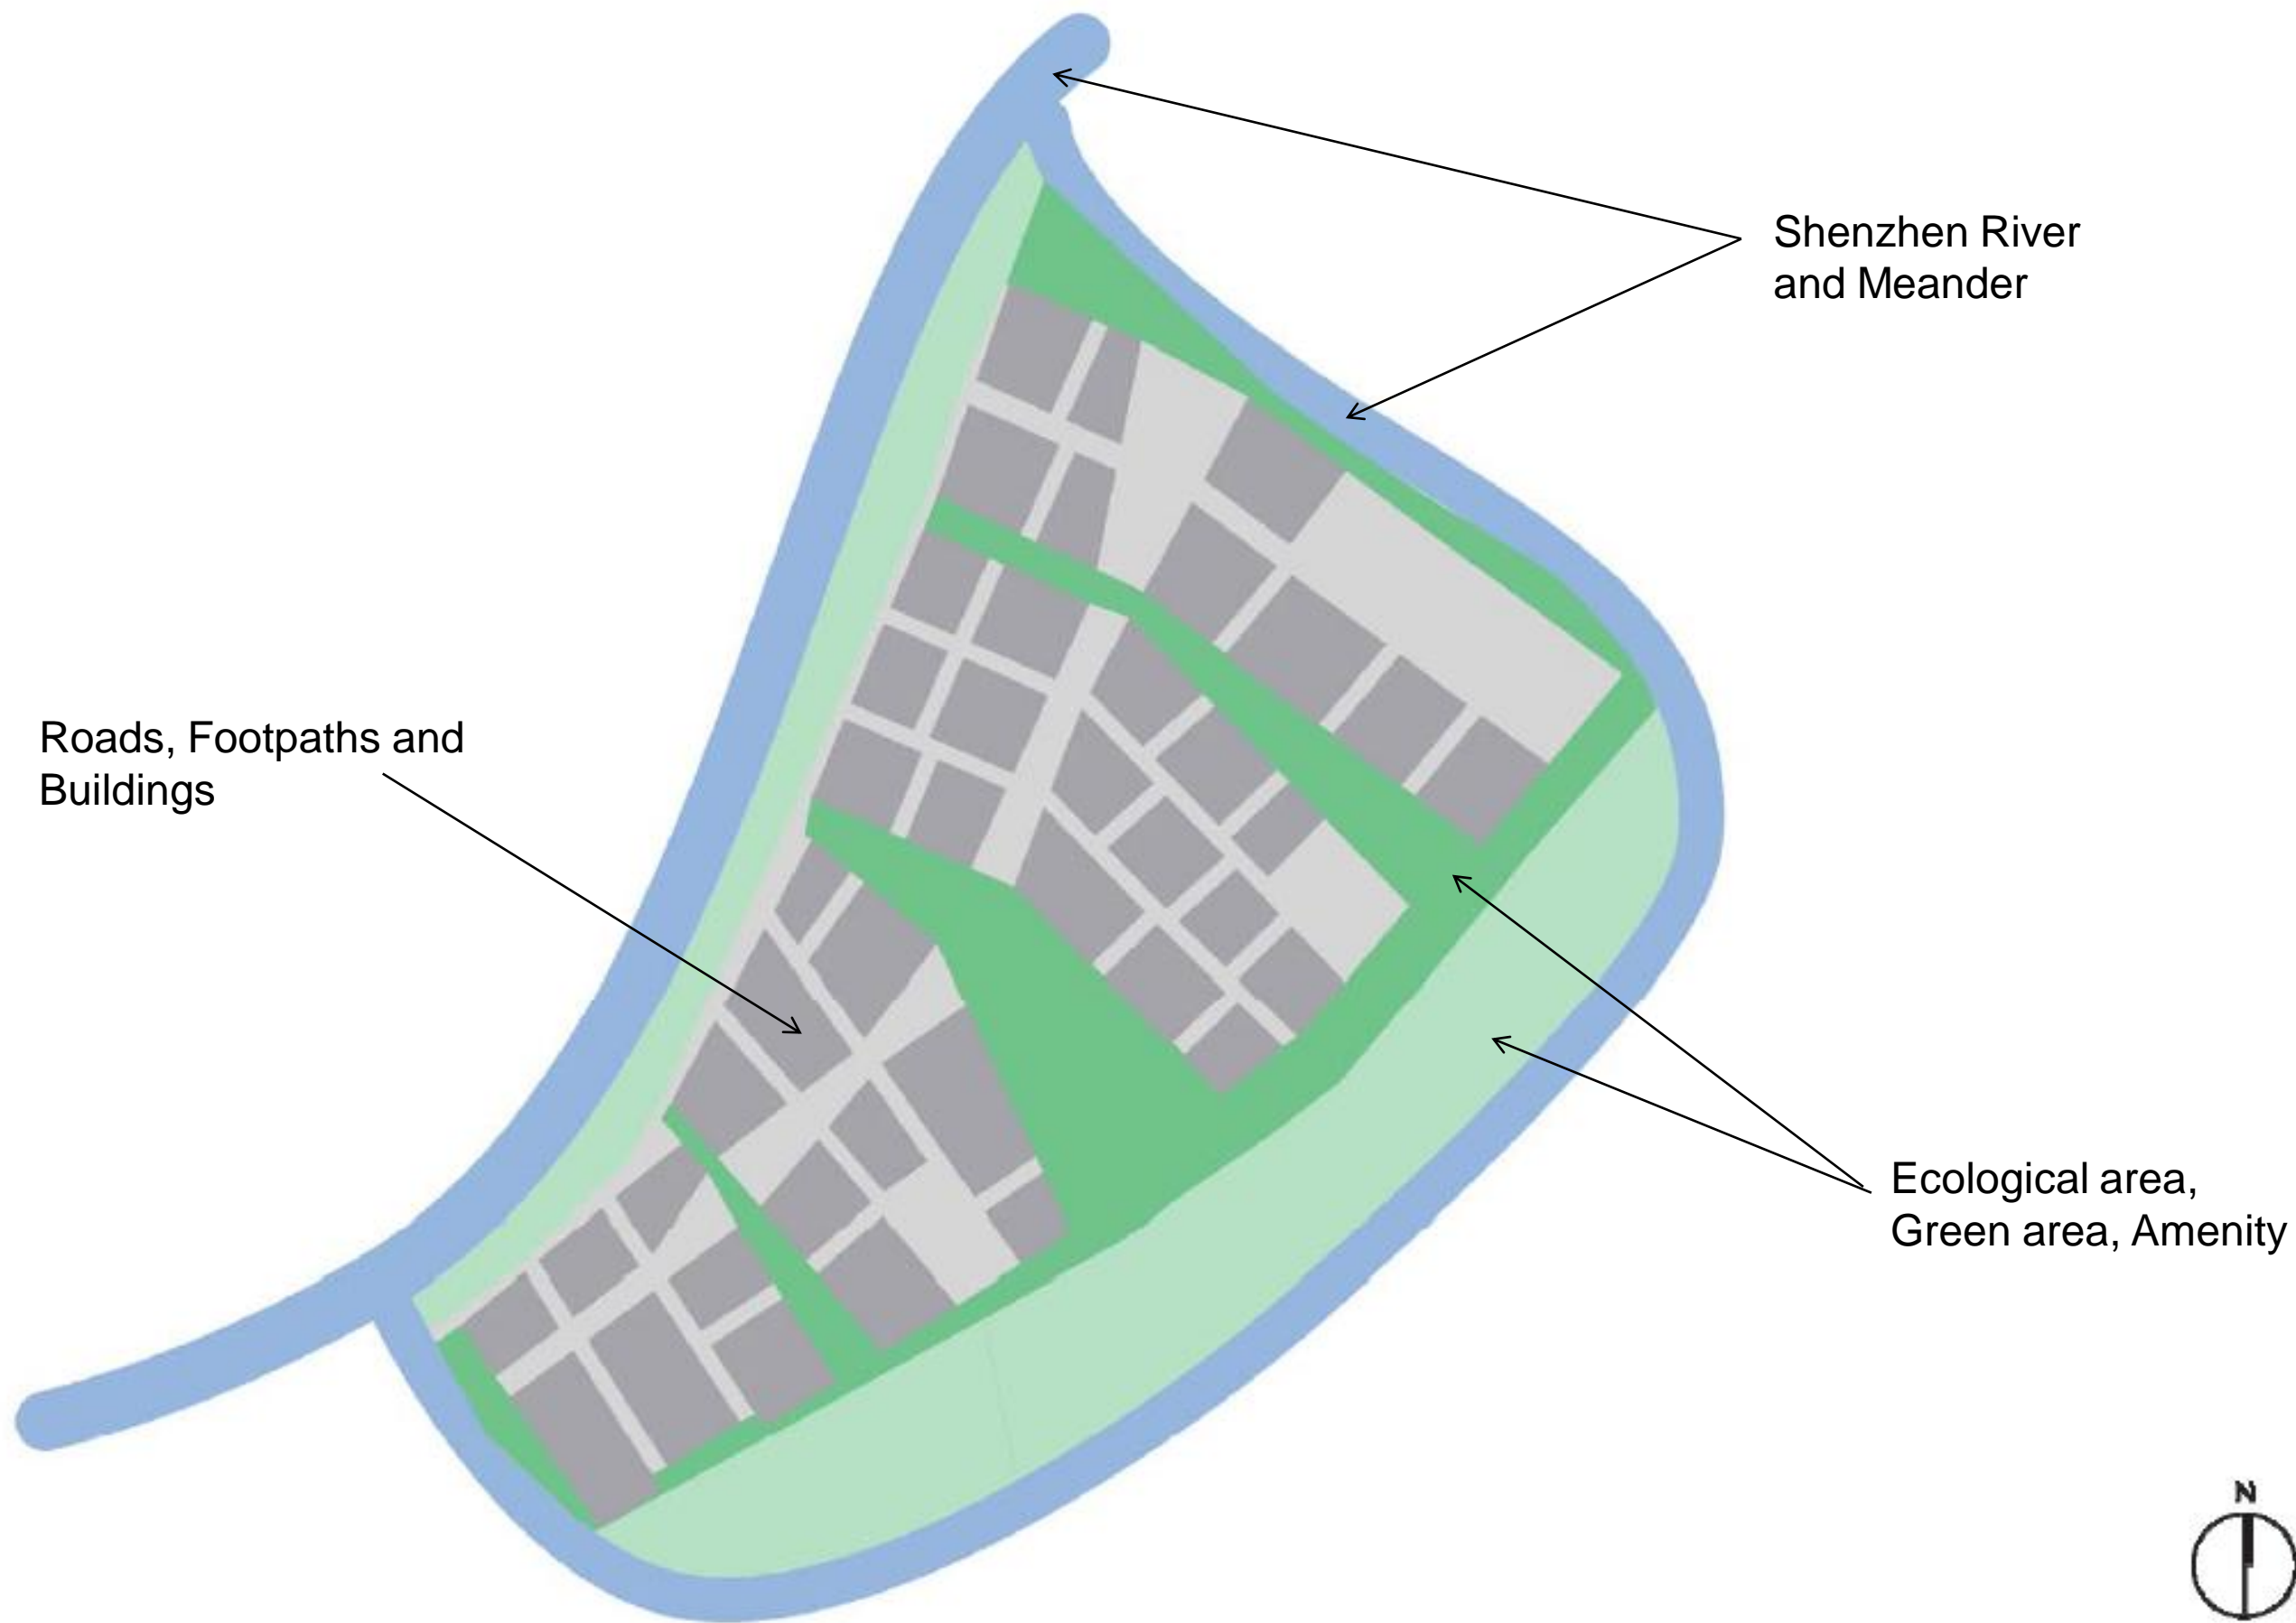 Shenzhen River
and Meander
Roads, Footpaths and
Buildings
Ecological area,
Green area, Amenity
N